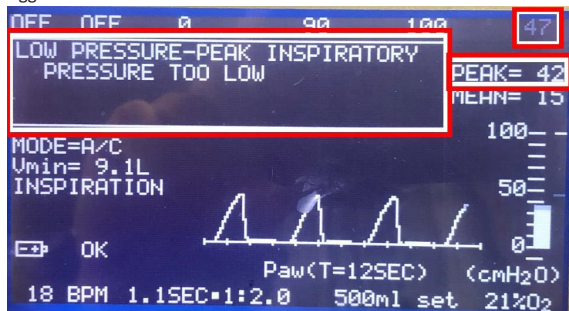 OFF OFF 0 90 100 47
LOW PRESSURE-PEAK INSPIRATORY
PRESSURE TOO LOW
PEAK= 42
MEAN= 15
100
MODE=A/C
Vmin= 9.1L
INSPIRATION
50
OK
0
Paw(T=12SEC) (cmH2O)
18 BPM 1.1SEC▪1:2.0 500ml set 21%O2